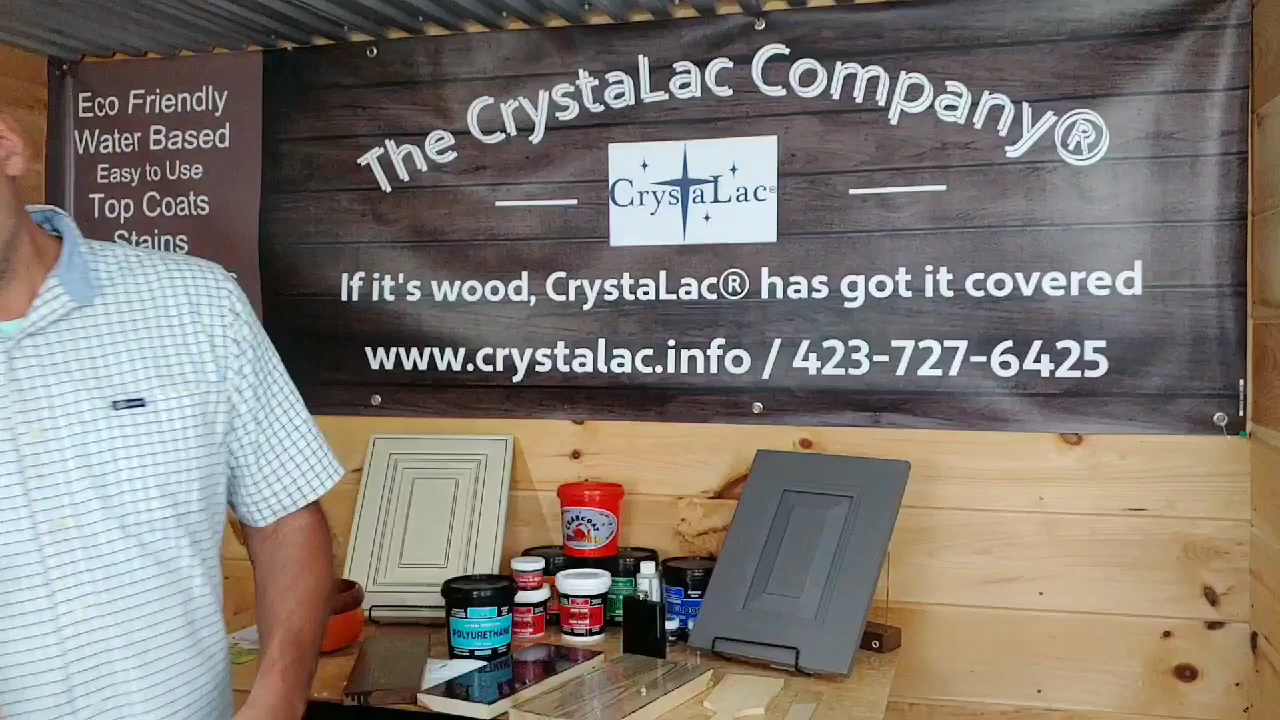 Eco Friendly
Water Based
Easy to Use
Top Coats
Stains
The CrystaLac Company®
CrystaLac®
If it's wood, CrystaLac® has got it covered
www.crystalac.info / 423-727-6425
POLYURETHANE
FLOOR